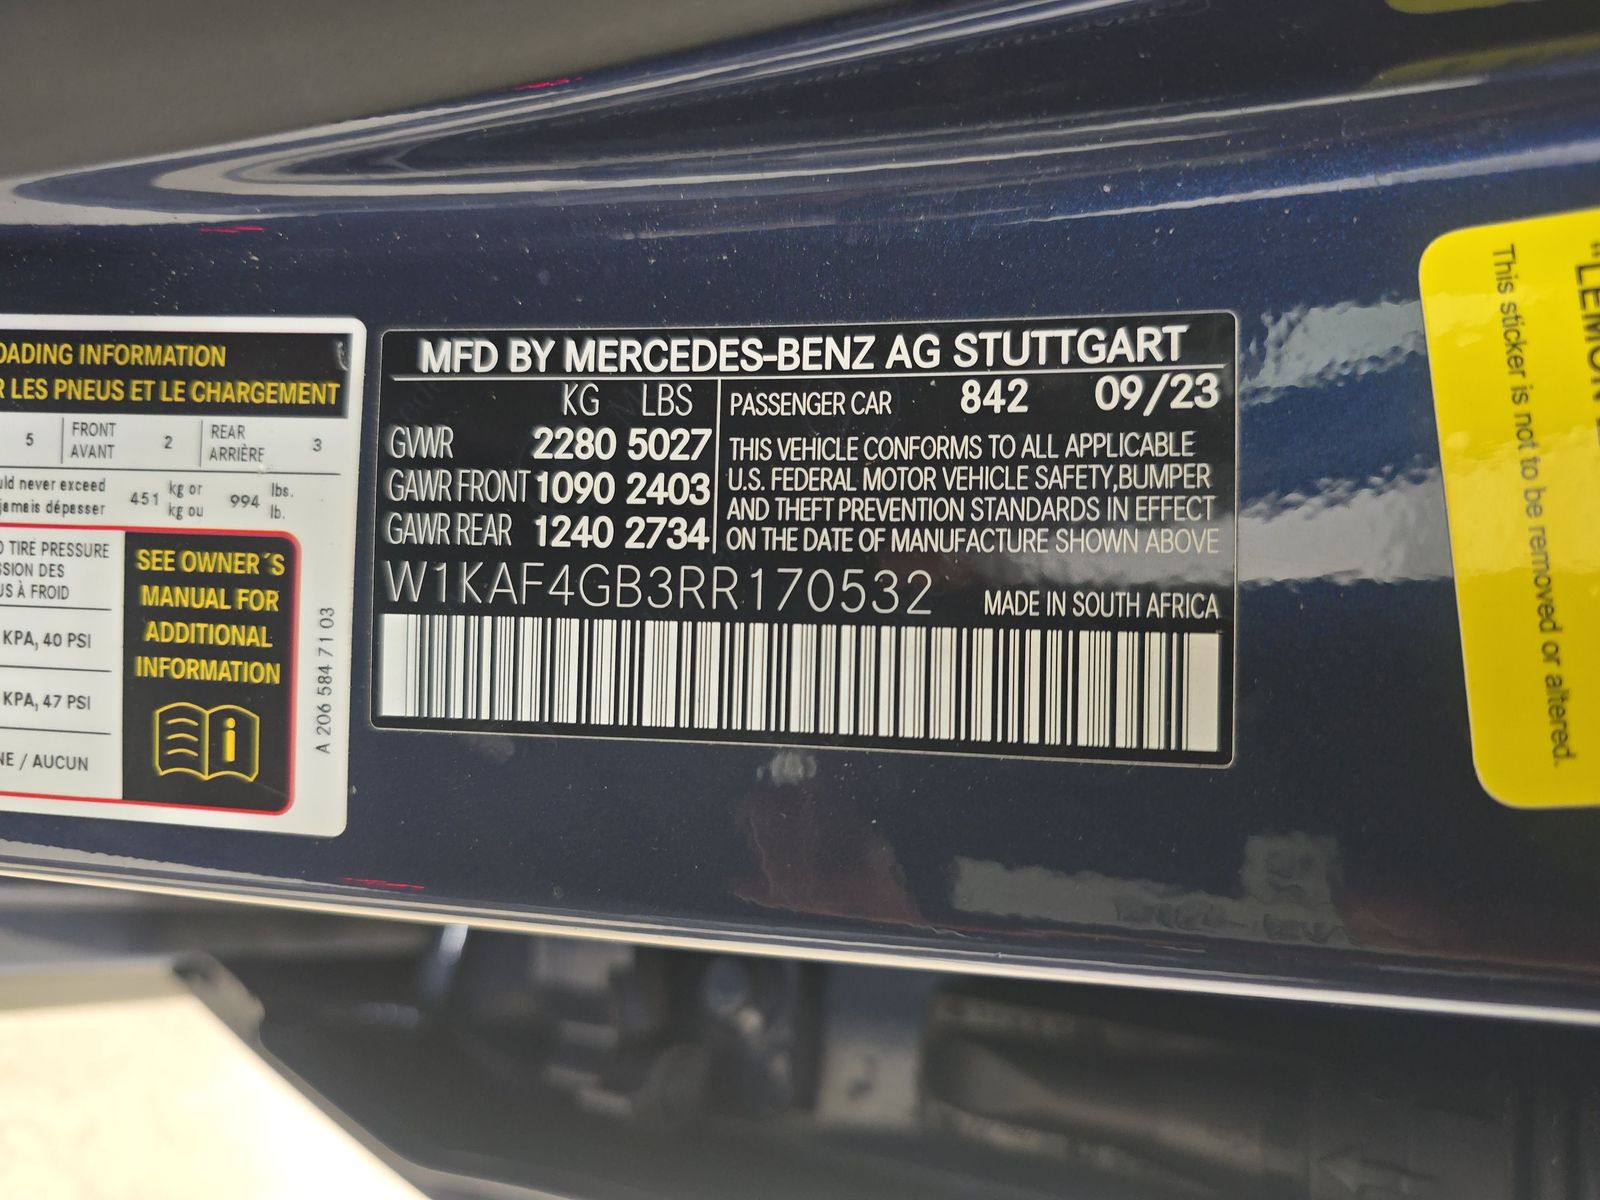 OADING INFORMATION
R LES PNEUS ET LE CHARGEMENT
5 FRONT AVANT 2 REAR ARRIÈRE 3
uld never exceed
jamais dépasser
451 kg or kg ou 994 lbs. lb.
D TIRE PRESSURE
SSION DES
US À FROID
KPA, 40 PSI
KPA, 47 PSI
NE / AUCUN
SEE OWNER´S
MANUAL FOR
ADDITIONAL
INFORMATION
i
A 206 584 71 03
MFD BY MERCEDES-BENZ AG STUTTGART
KG LBS
GVWR 2280 5027
GAWR FRONT 1090 2403
GAWR REAR 1240 2734
PASSENGER CAR 842 09/23
THIS VEHICLE CONFORMS TO ALL APPLICABLE
U.S. FEDERAL MOTOR VEHICLE SAFETY,BUMPER
AND THEFT PREVENTION STANDARDS IN EFFECT
ON THE DATE OF MANUFACTURE SHOWN ABOVE
W1KAF4GB3RR170532
MADE IN SOUTH AFRICA
"LEMON
This sticker is not to be removed or altered.